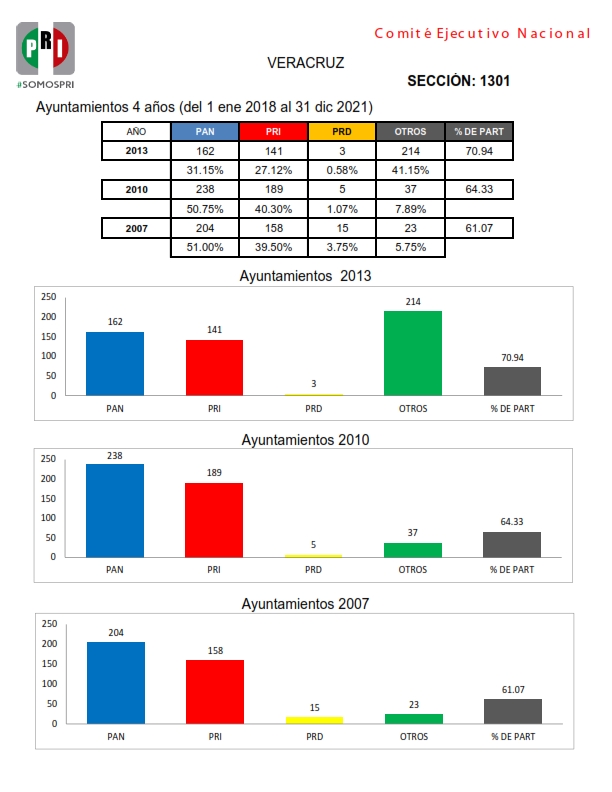 Comité Ejecutivo Nacional
PRI
#SOMOSPRI
VERACRUZ
SECCIÓN: 1301
Ayuntamientos 4 años (del 1 ene 2018 al 31 dic 2021)
AÑO PAN PRI PRD OTROS % DE PART
2013 162 141 3 214 70.94
31.15% 27.12% 0.58% 41.15%
2010 238 189 5 37 64.33
50.75% 40.30% 1.07% 7.89%
2007 204 158 15 23 61.07
51.00% 39.50% 3.75% 5.75%
Ayuntamientos 2013
250
200
150
100
50
0
162 141 3 214 70.94
PAN PRI PRD OTROS % DE PART
Ayuntamientos 2010
250
200
150
100
50
0
238 189 5 37 64.33
PAN PRI PRD OTROS % DE PART
Ayuntamientos 2007
250
200
150
100
50
0
204 158 15 23 61.07
PAN PRI PRD OTROS % DE PART